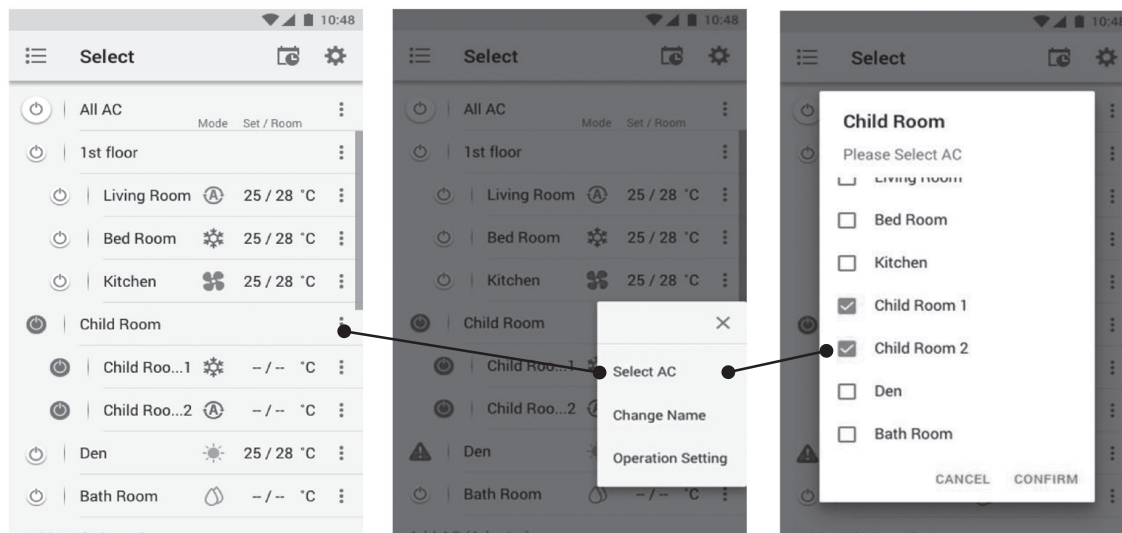 10:48
Select
All AC
Mode Set / Room
1st floor
Living Room 25 / 28 °C
Bed Room 25 / 28 °C
Kitchen 25 / 28 °C
Child Room
Child Roo...1 -- / -- °C
Child Roo...2 -- / -- °C
Den 25 / 28 °C
Bath Room -- / -- °C
10:48
Select
All AC
Mode Set / Room
1st floor
Living Room 25 / 28 °C
Bed Room 25 / 28 °C
Kitchen 25 / 28 °C
Child Room
Child Roo...1
Child Roo...2
Den
Bath Room -- / -- °C
Select AC
Change Name
Operation Setting
10:48
Select
Child Room
Please Select AC
Living Room
Bed Room
Kitchen
Child Room 1
Child Room 2
Den
Bath Room
CANCEL CONFIRM